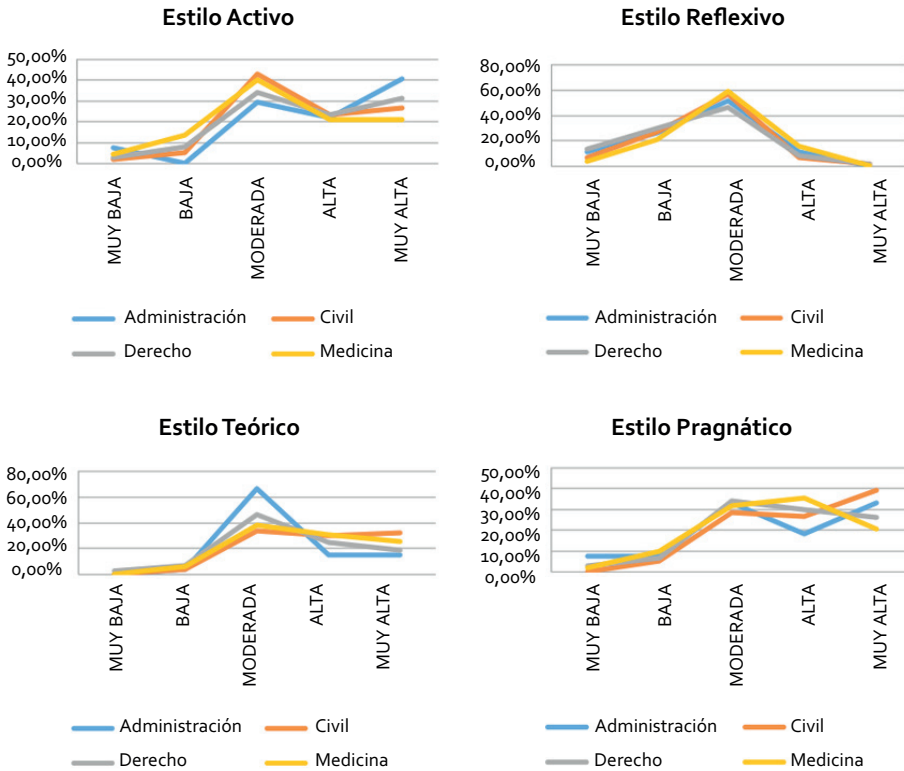 Estilo Activo
50,00%
40,00%
30,00%
20,00%
10,00%
0,00%
MUY BAJA
BAJA
MODERADA
ALTA
MUY ALTA
Administración Civil
Derecho Medicina
Estilo Reflexivo
80,00%
60,00%
40,00%
20,00%
0,00%
MUY BAJA
BAJA
MODERADA
ALTA
MUY ALTA
Administración Civil
Derecho Medicina
Estilo Teórico
80,00%
60,00%
40,00%
20,00%
0,00%
MUY BAJA
BAJA
MODERADA
ALTA
MUY ALTA
Administración Civil
Derecho Medicina
Estilo Pragnático
50,00%
40,00%
30,00%
20,00%
10,00%
0,00%
MUY BAJA
BAJA
MODERADA
ALTA
MUY ALTA
Administración Civil
Derecho Medicina